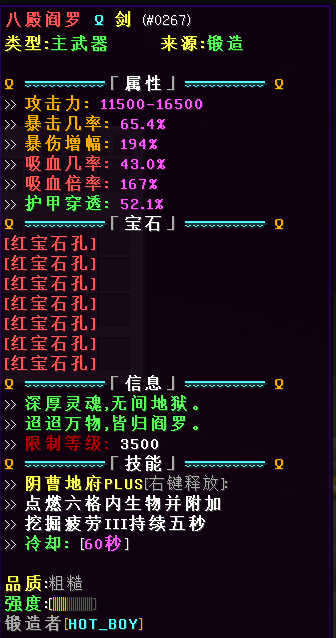 八殿阎罗 Ω 剑 (#0267)
类型:主武器 来源:锻造
Ω 「 属性 」 Ω
>> 攻击力: 11500-16500
>> 暴击几率: 65.4%
>> 暴伤增幅: 194%
>> 吸血几率: 43.0%
>> 吸血倍率: 167%
>> 护甲穿透: 52.1%
Ω 「 宝石 」 Ω
[红宝石孔]
[红宝石孔]
[红宝石孔]
[红宝石孔]
[红宝石孔]
[红宝石孔]
[红宝石孔]
Ω 「 信息 」 Ω
>> 深厚灵魂,无间地狱。
>> 迢迢万物,皆归阎罗。
>> 限制等级: 3500
Ω 「 技能 」 Ω
>> 阴曹地府PLUS[右键释放]:
>> 点燃六格内生物并附加
>> 挖掘疲劳III持续五秒
>> 冷却: [60秒]
品质:粗糙
强度:[]
锻造者[HOT_BOY]